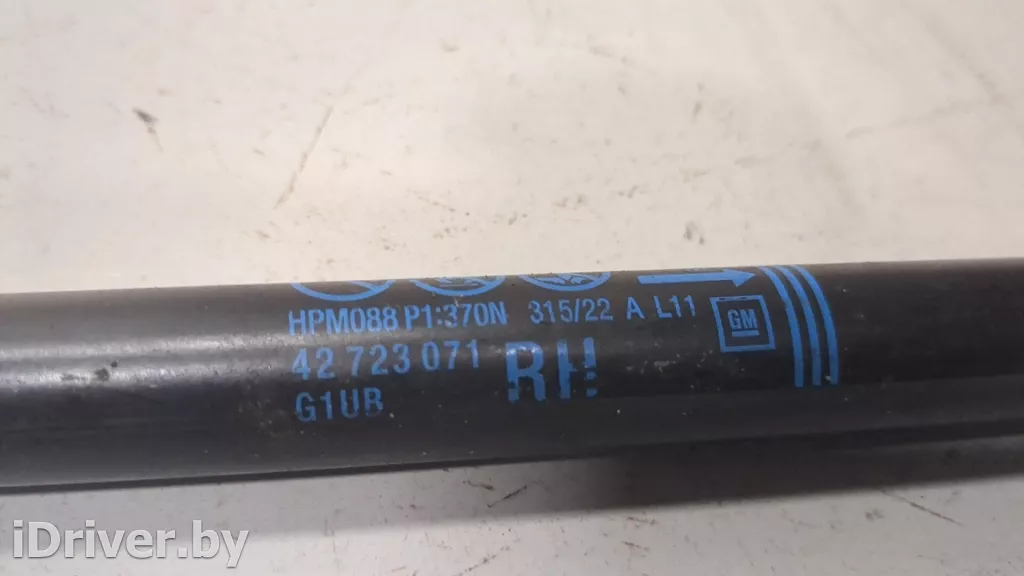 HPM088 P1:370N 315/22 A L11
GM
42 723 071 RH
G1UB
iDriver.by